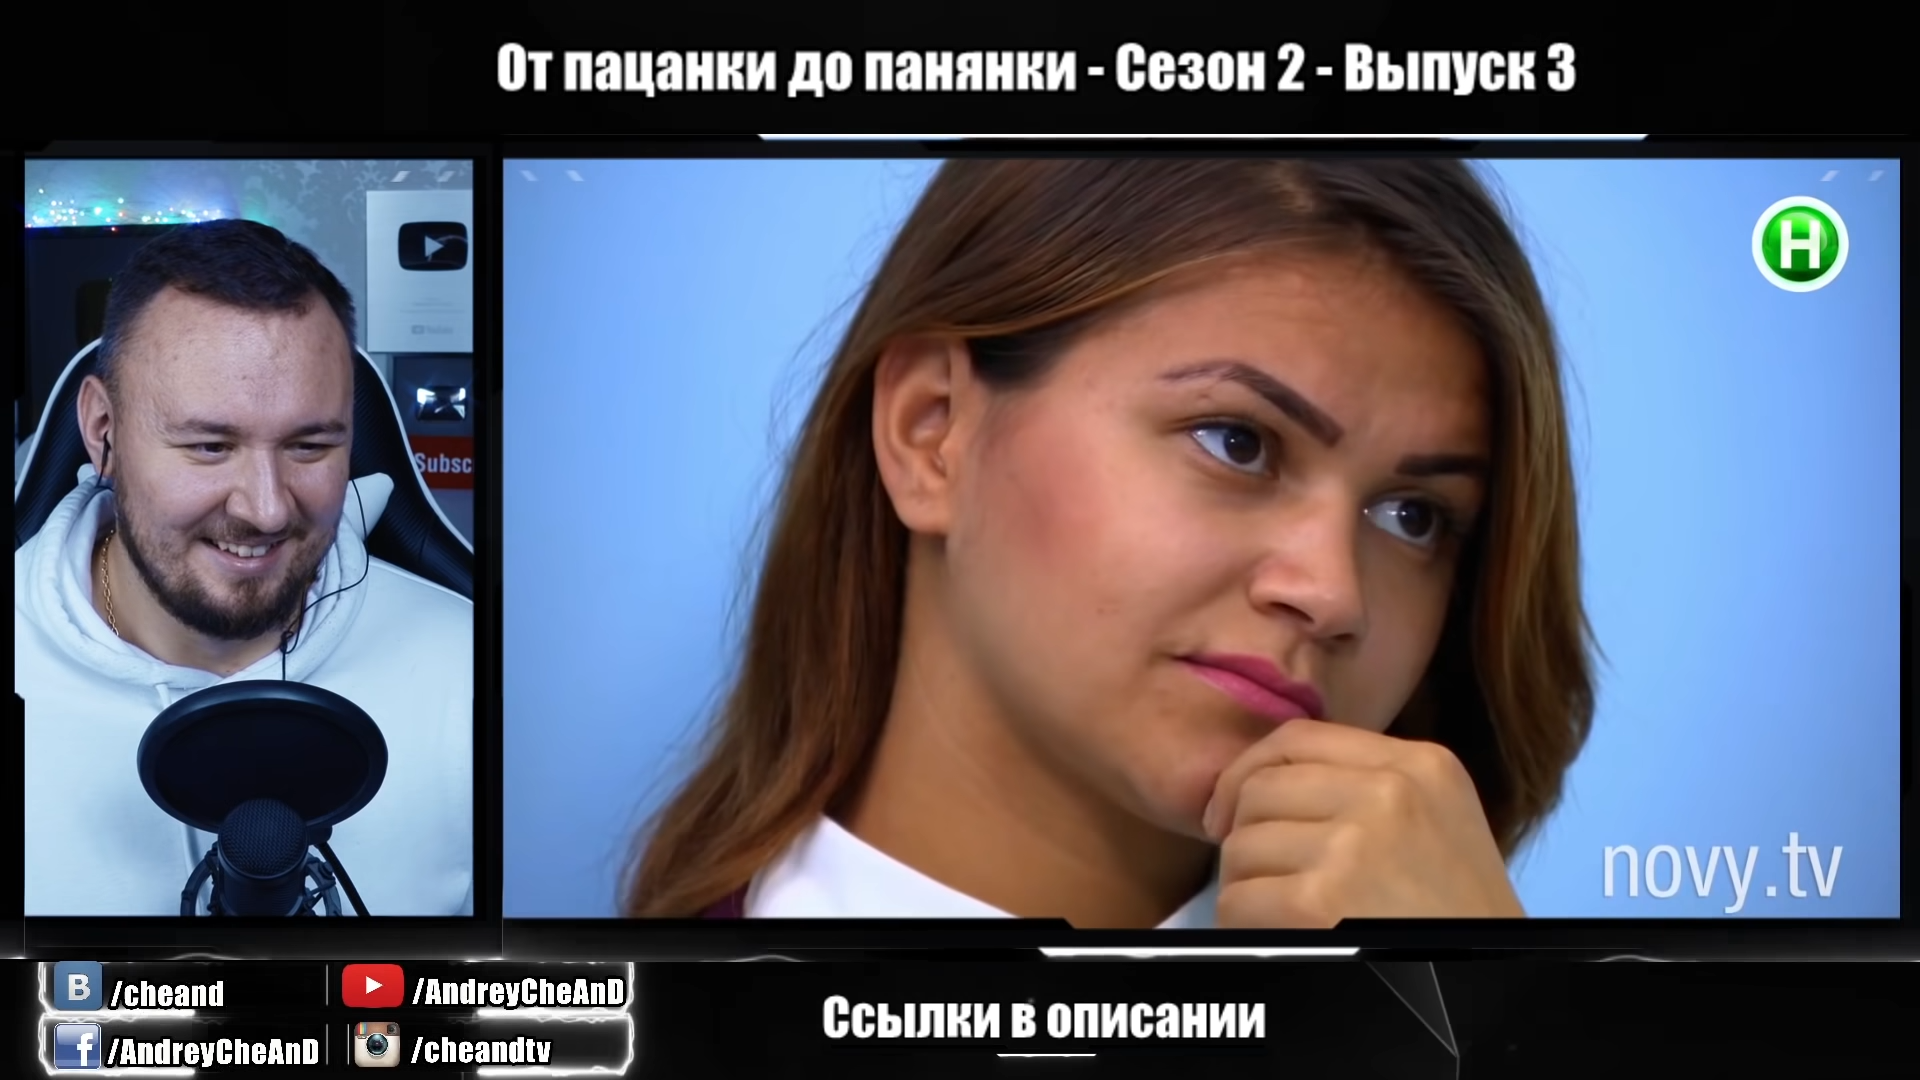 От пацанки до панянки - Сезон 2 - Выпуск 3
Subsc
Н
novy.tv
В /cheand
/AndreyCheAnD
f /AndreyCheAnD
/cheandtv
Ссылки в описании